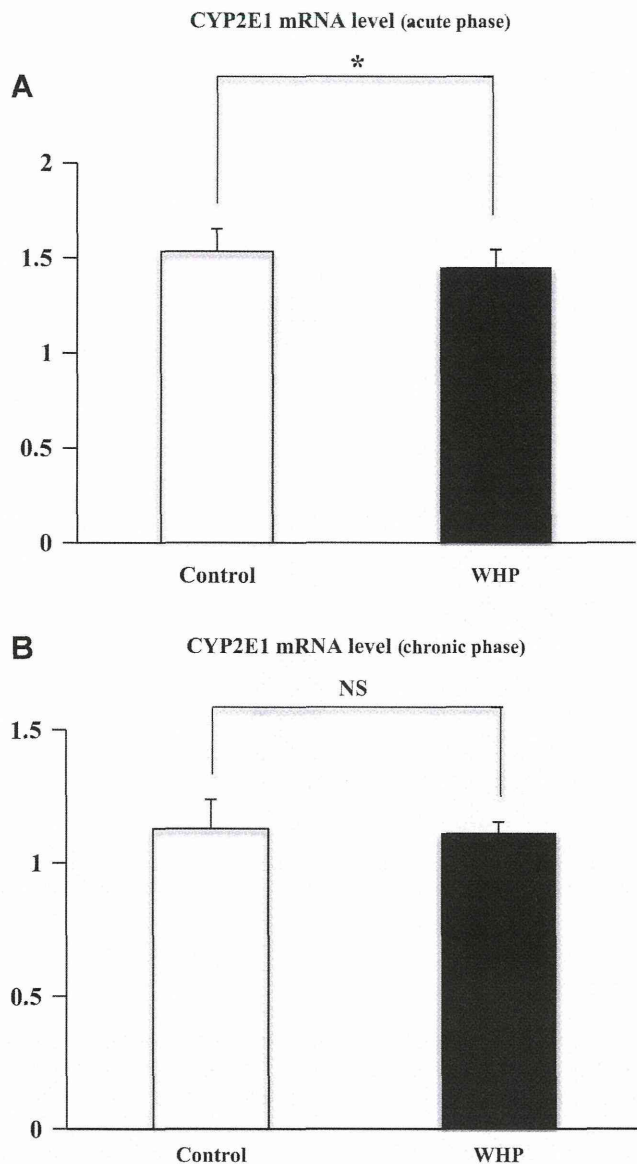 CYP2E1 mRNA level (acute phase)
A
*
2
1.5
1
0.5
0
Control WHP
B
CYP2E1 mRNA level (chronic phase)
NS
1.5
1
0.5
0
Control WHP